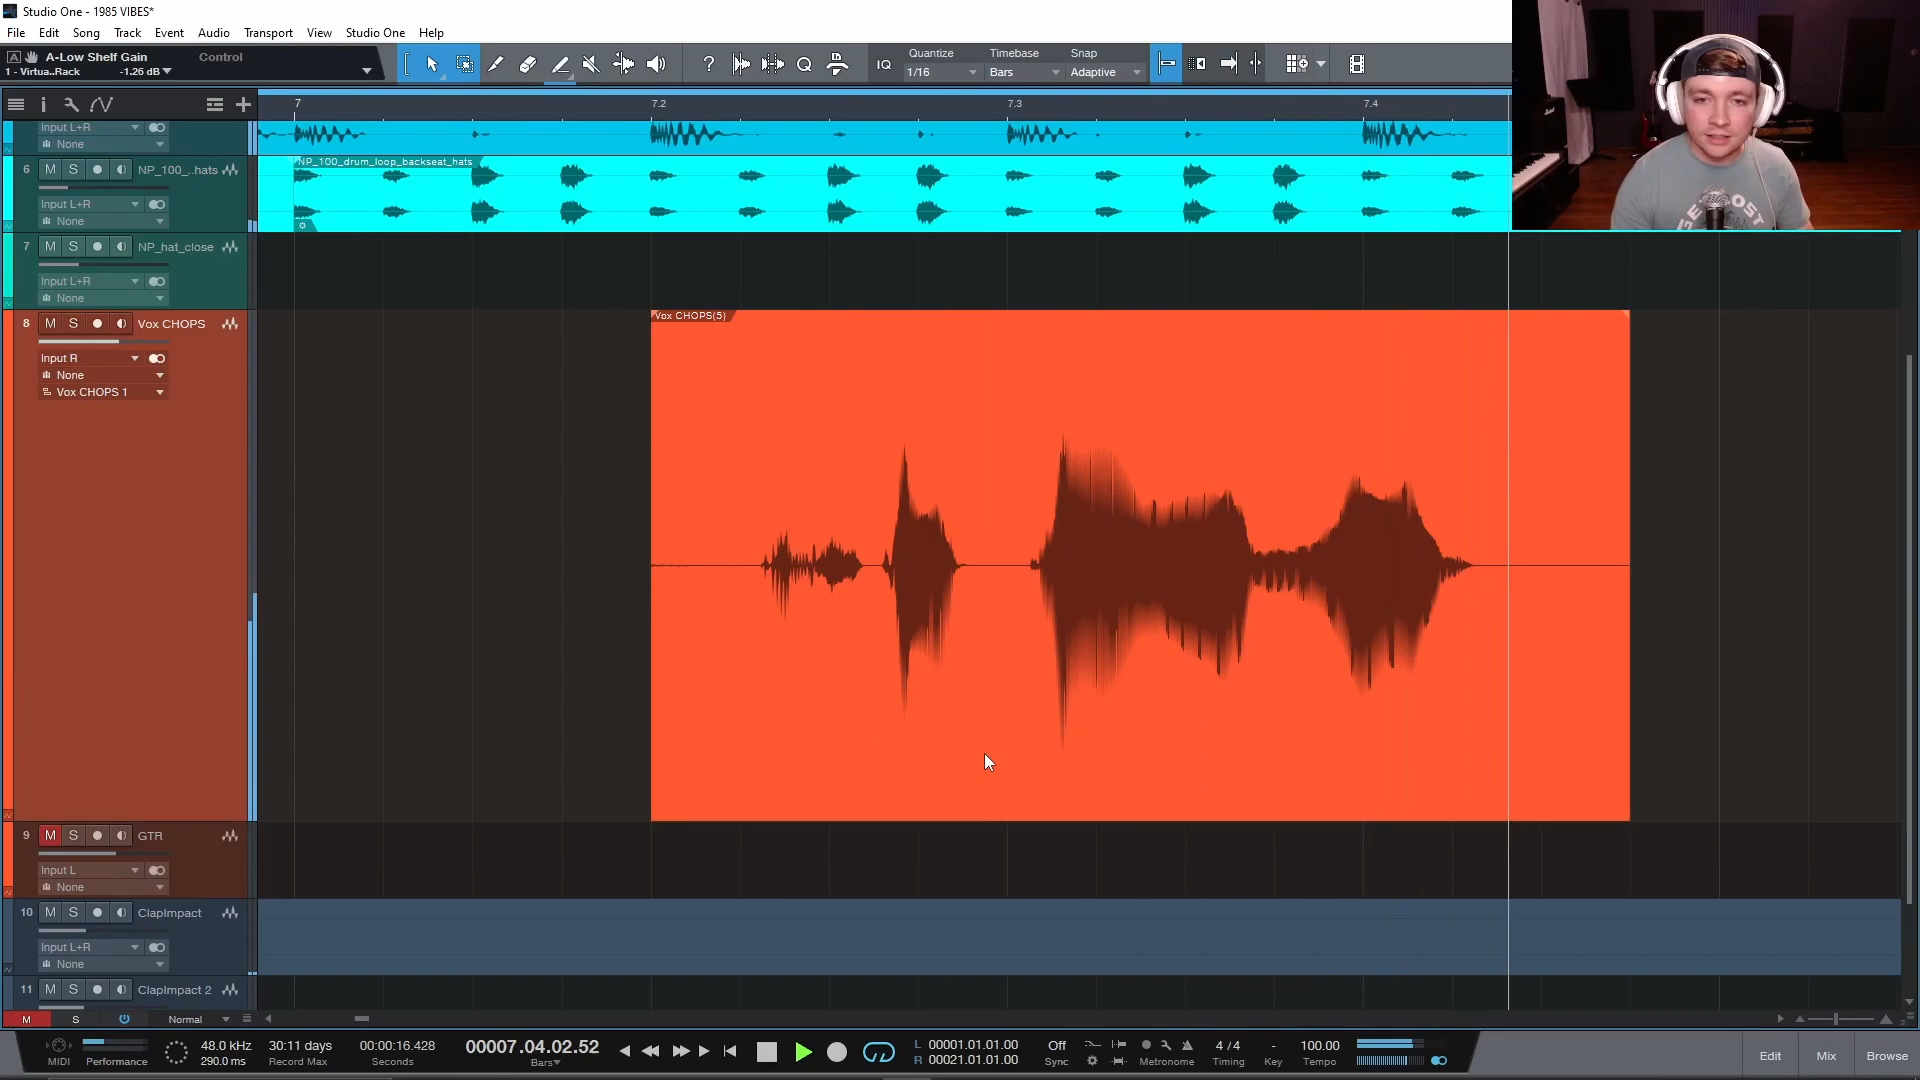 Studio One - 1985 VIBES*
File Edit Song Track Event Audio Transport View Studio One Help
A-Low Shelf Gain Control
1 - Virtua..Rack -1.26 dB
IQ Quantize 1/16 Timebase Bars Snap Adaptive
7 7.2 7.3 7.4
Input L+R
None
6 M S NP_100_..hats
Input L+R
None
NP_100_drum_loop_backseat_hats
7 M S NP_hat_close
Input L+R
None
8 M S Vox CHOPS
Input R
None
Vox CHOPS 1
Vox CHOPS(5)
9 M S GTR
Input L
None
10 M S ClapImpact
Input L+R
None
11 M S ClapImpact 2
M S Normal
MIDI Performance
48.0 kHz
290.0 ms
30:11 days
Record Max
00:00:16.428
Seconds
00007.04.02.52
Bars
L 00001.01.01.00
R 00021.01.01.00
Off
Sync
Metronome
4 / 4
Timing
-
Key
100.00
Tempo
Edit Mix Browse